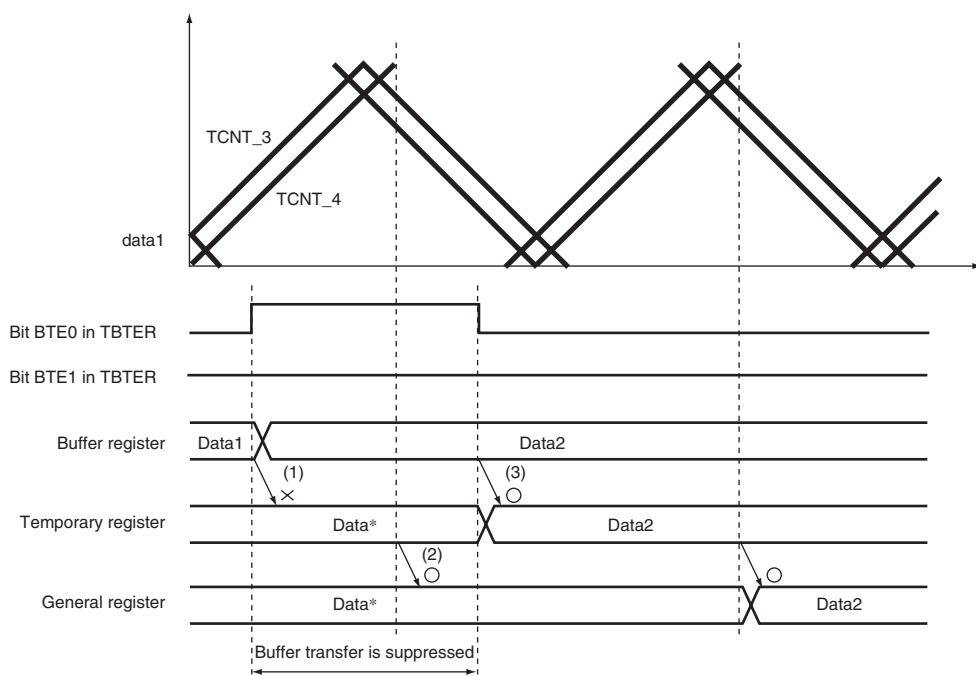 TCNT_3
TCNT_4
data1
Bit BTE0 in TBTER
Bit BTE1 in TBTER
Buffer register
Data1
Data2
(1)
(3)
Temporary register
Data*
Data2
(2)
General register
Data*
Data2
Buffer transfer is suppressed